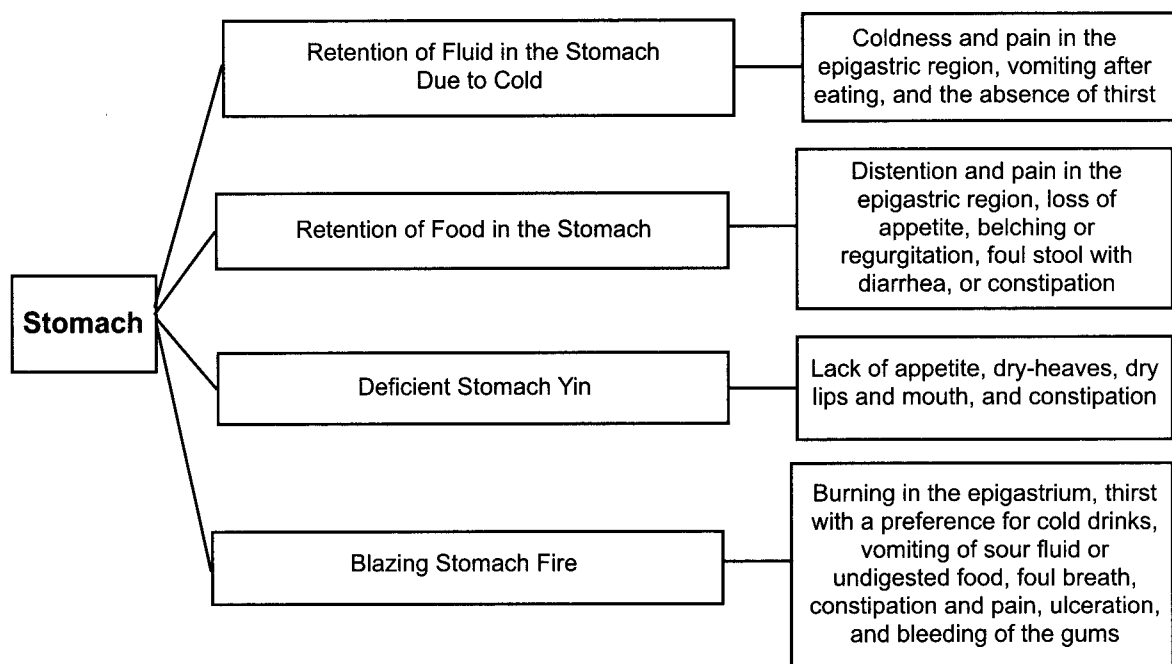 Stomach
Retention of Fluid in the Stomach
Due to Cold
Coldness and pain in the
epigastric region, vomiting after
eating, and the absence of thirst
Retention of Food in the Stomach
Distention and pain in the
epigastric region, loss of
appetite, belching or
regurgitation, foul stool with
diarrhea, or constipation
Deficient Stomach Yin
Lack of appetite, dry-heaves, dry
lips and mouth, and constipation
Blazing Stomach Fire
Burning in the epigastrium, thirst
with a preference for cold drinks,
vomiting of sour fluid or
undigested food, foul breath,
constipation and pain, ulceration,
and bleeding of the gums